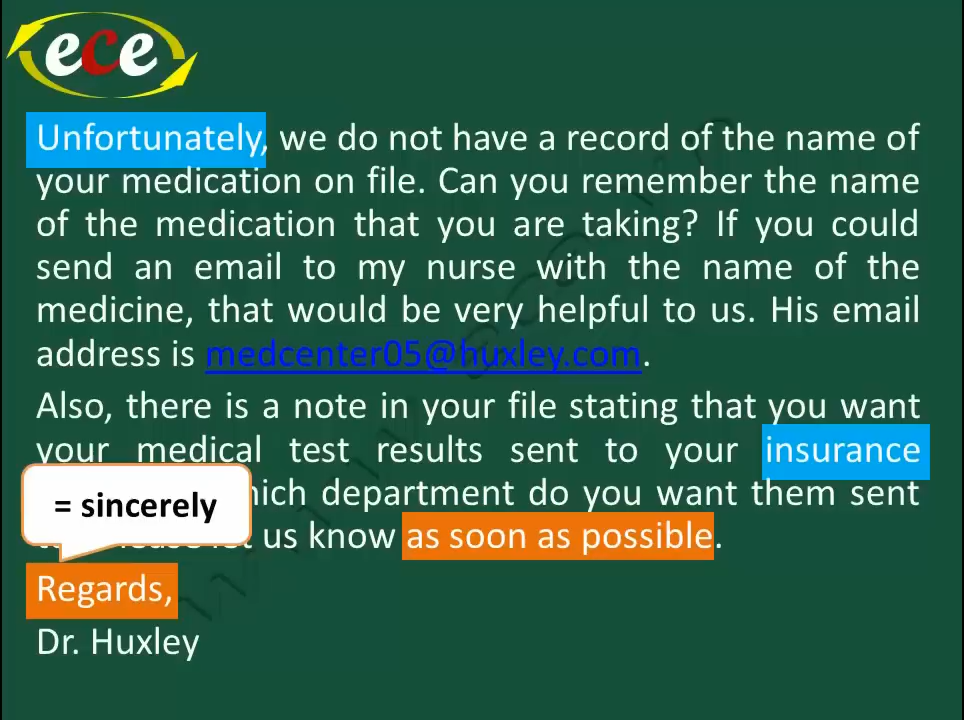 ece
Unfortunately, we do not have a record of the name of
your medication on file. Can you remember the name
of the medication that you are taking? If you could
send an email to my nurse with the name of the
medicine, that would be very helpful to us. His email
address is medcenter05@huxley.com.
Also, there is a note in your file stating that you want
your medical test results sent to your insurance
= sincerely
department do you want them sent
us know as soon as possible.
Regards,
Dr. Huxley